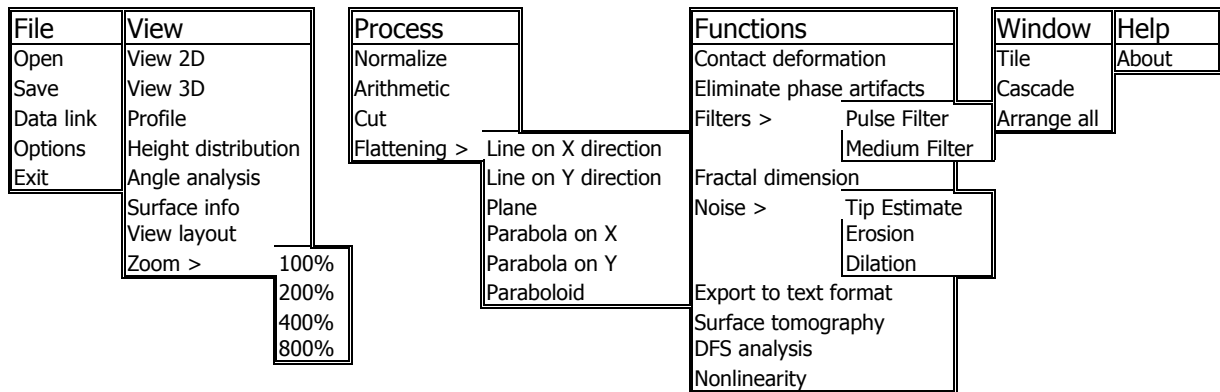 File
Open
Save
Data link
Options
Exit
View
View 2D
View 3D
Profile
Height distribution
Angle analysis
Surface info
View layout
Zoom >
100%
200%
400%
800%
Process
Normalize
Arithmetic
Cut
Flattening >
Line on X direction
Line on Y direction
Plane
Parabola on X
Parabola on Y
Paraboloid
Functions
Contact deformation
Eliminate phase artifacts
Filters >
Pulse Filter
Medium Filter
Fractal dimension
Noise >
Tip Estimate
Erosion
Dilation
Export to text format
Surface tomography
DFS analysis
Nonlinearity
Window
Tile
Cascade
Arrange all
Help
About